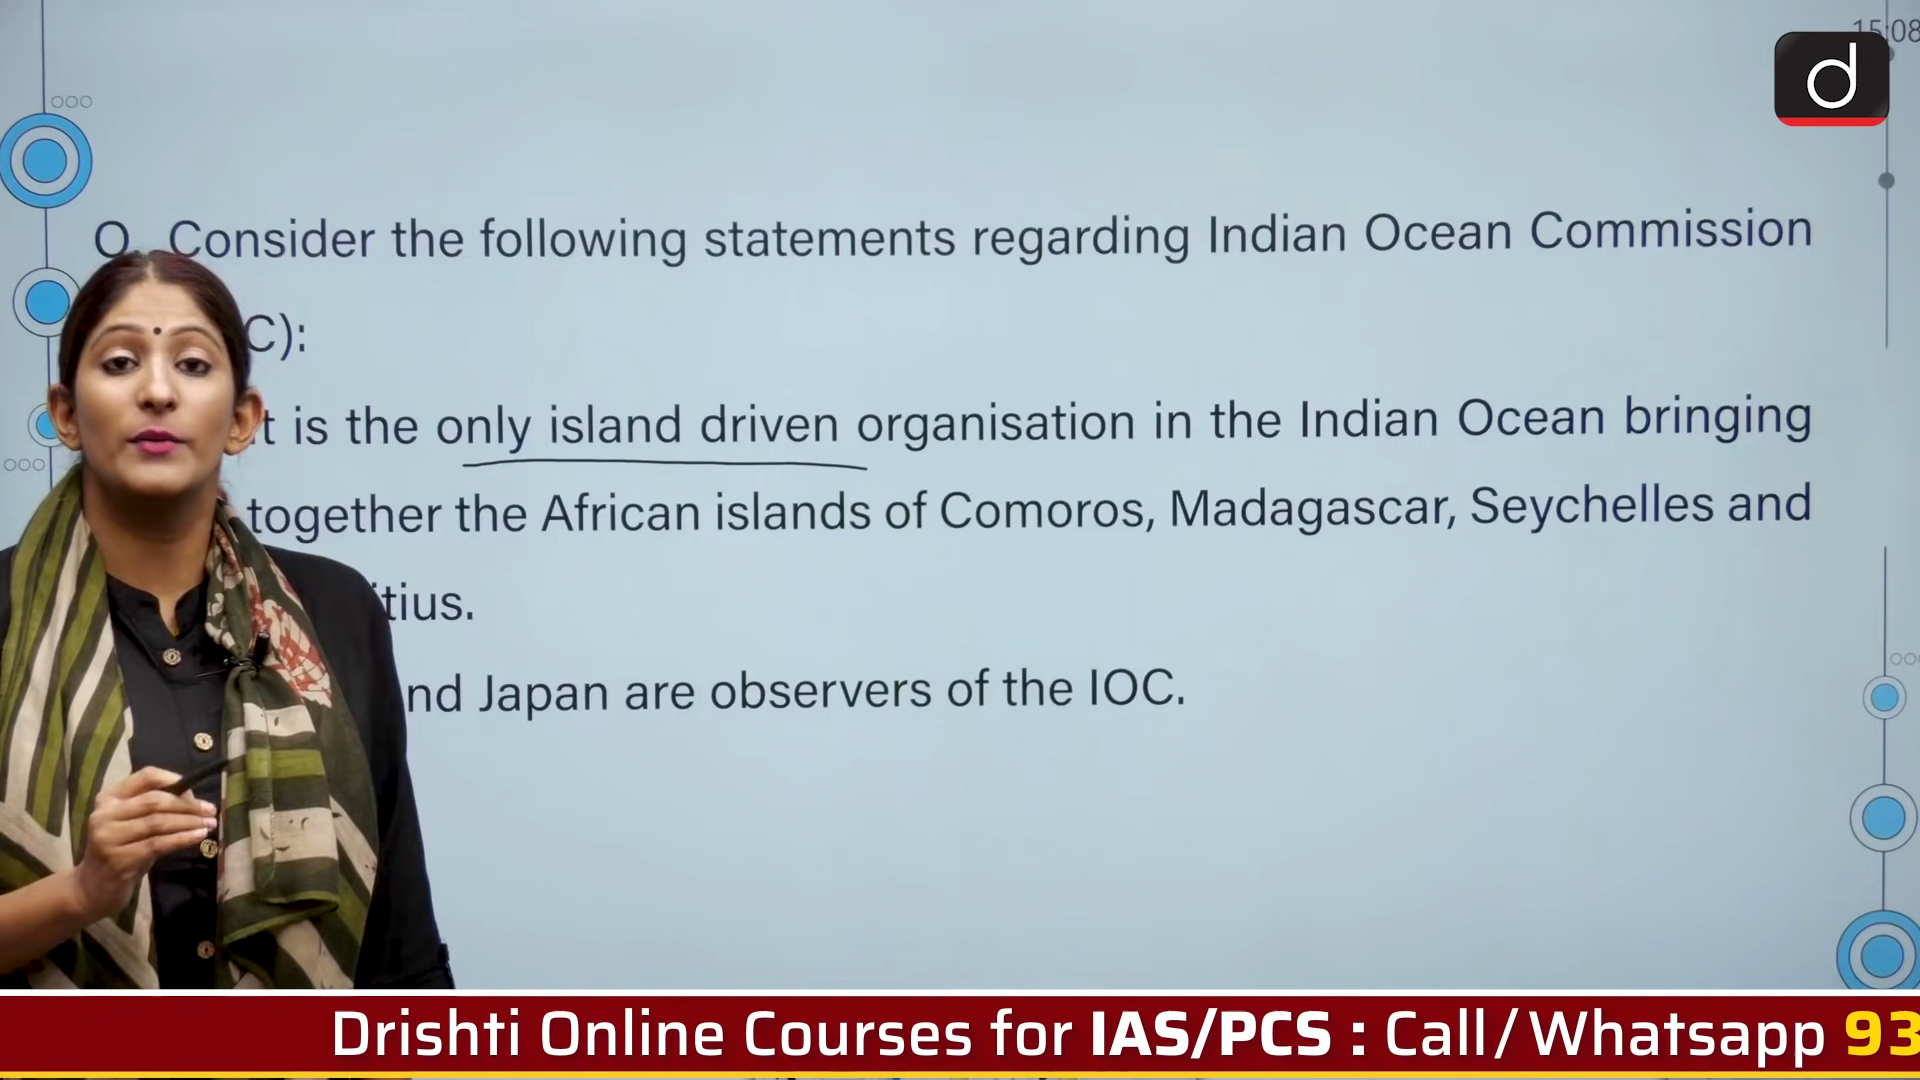 15:08
d
Q. Consider the following statements regarding Indian Ocean Commission
C):
t is the only island driven organisation in the Indian Ocean bringing
together the African islands of Comoros, Madagascar, Seychelles and
tius.
nd Japan are observers of the IOC.
Drishti Online Courses for IAS/PCS : Call/Whatsapp 93